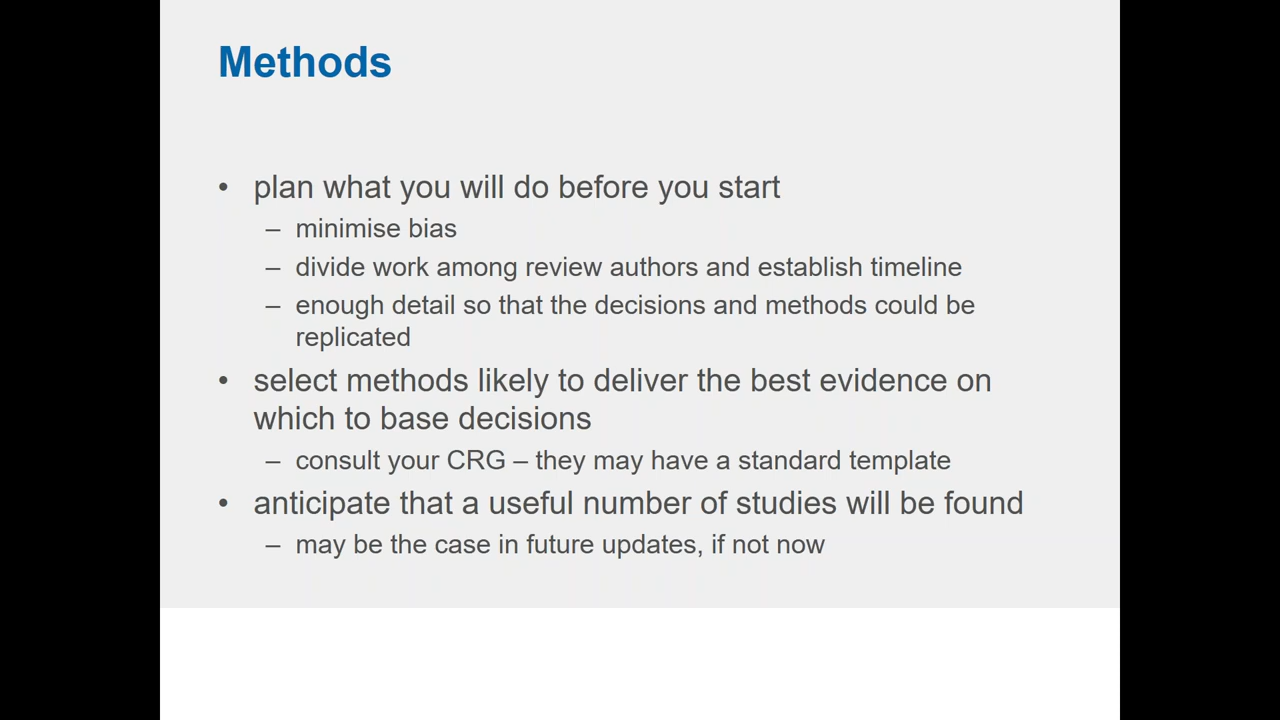 Methods
• plan what you will do before you start
– minimise bias
– divide work among review authors and establish timeline
– enough detail so that the decisions and methods could be
replicated
• select methods likely to deliver the best evidence on
which to base decisions
– consult your CRG – they may have a standard template
• anticipate that a useful number of studies will be found
– may be the case in future updates, if not now